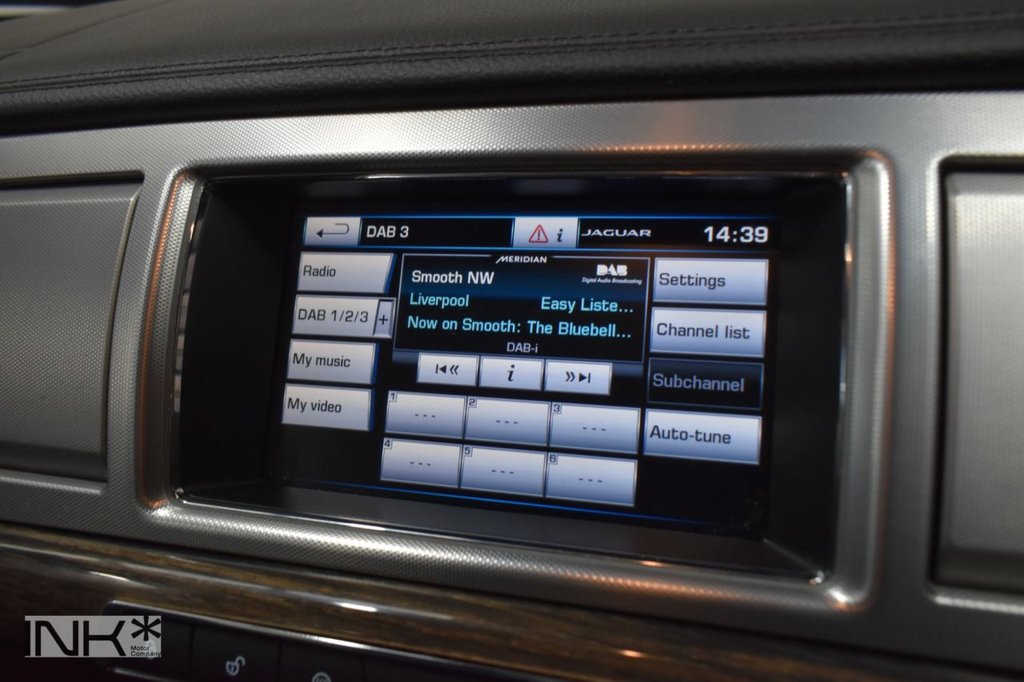 DAB 3 i JAGUAR 14:39
MERIDIAN
Radio
Smooth NW DAB
Digital Audio Broadcasting
Settings
DAB 1/2/3 +
Liverpool Easy Liste...
Now on Smooth: The Bluebell...
Channel list
DAB-i
My music
i
Subchannel
My video
1 --- 2 --- 3 ---
Auto-tune
4 --- 5 --- 6 ---
INK*
Motor
Company